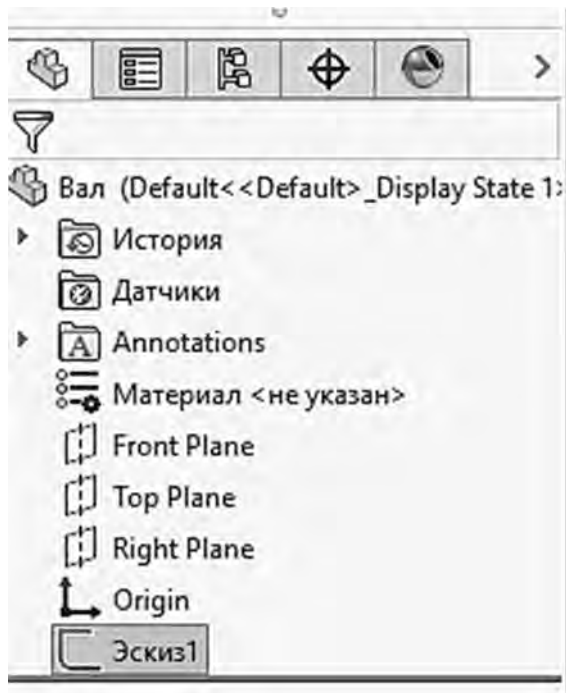 Вал (Default<<Default>_Display State 1>
История
Датчики
Annotations
Материал <не указан>
Front Plane
Top Plane
Right Plane
Origin
Эскиз1